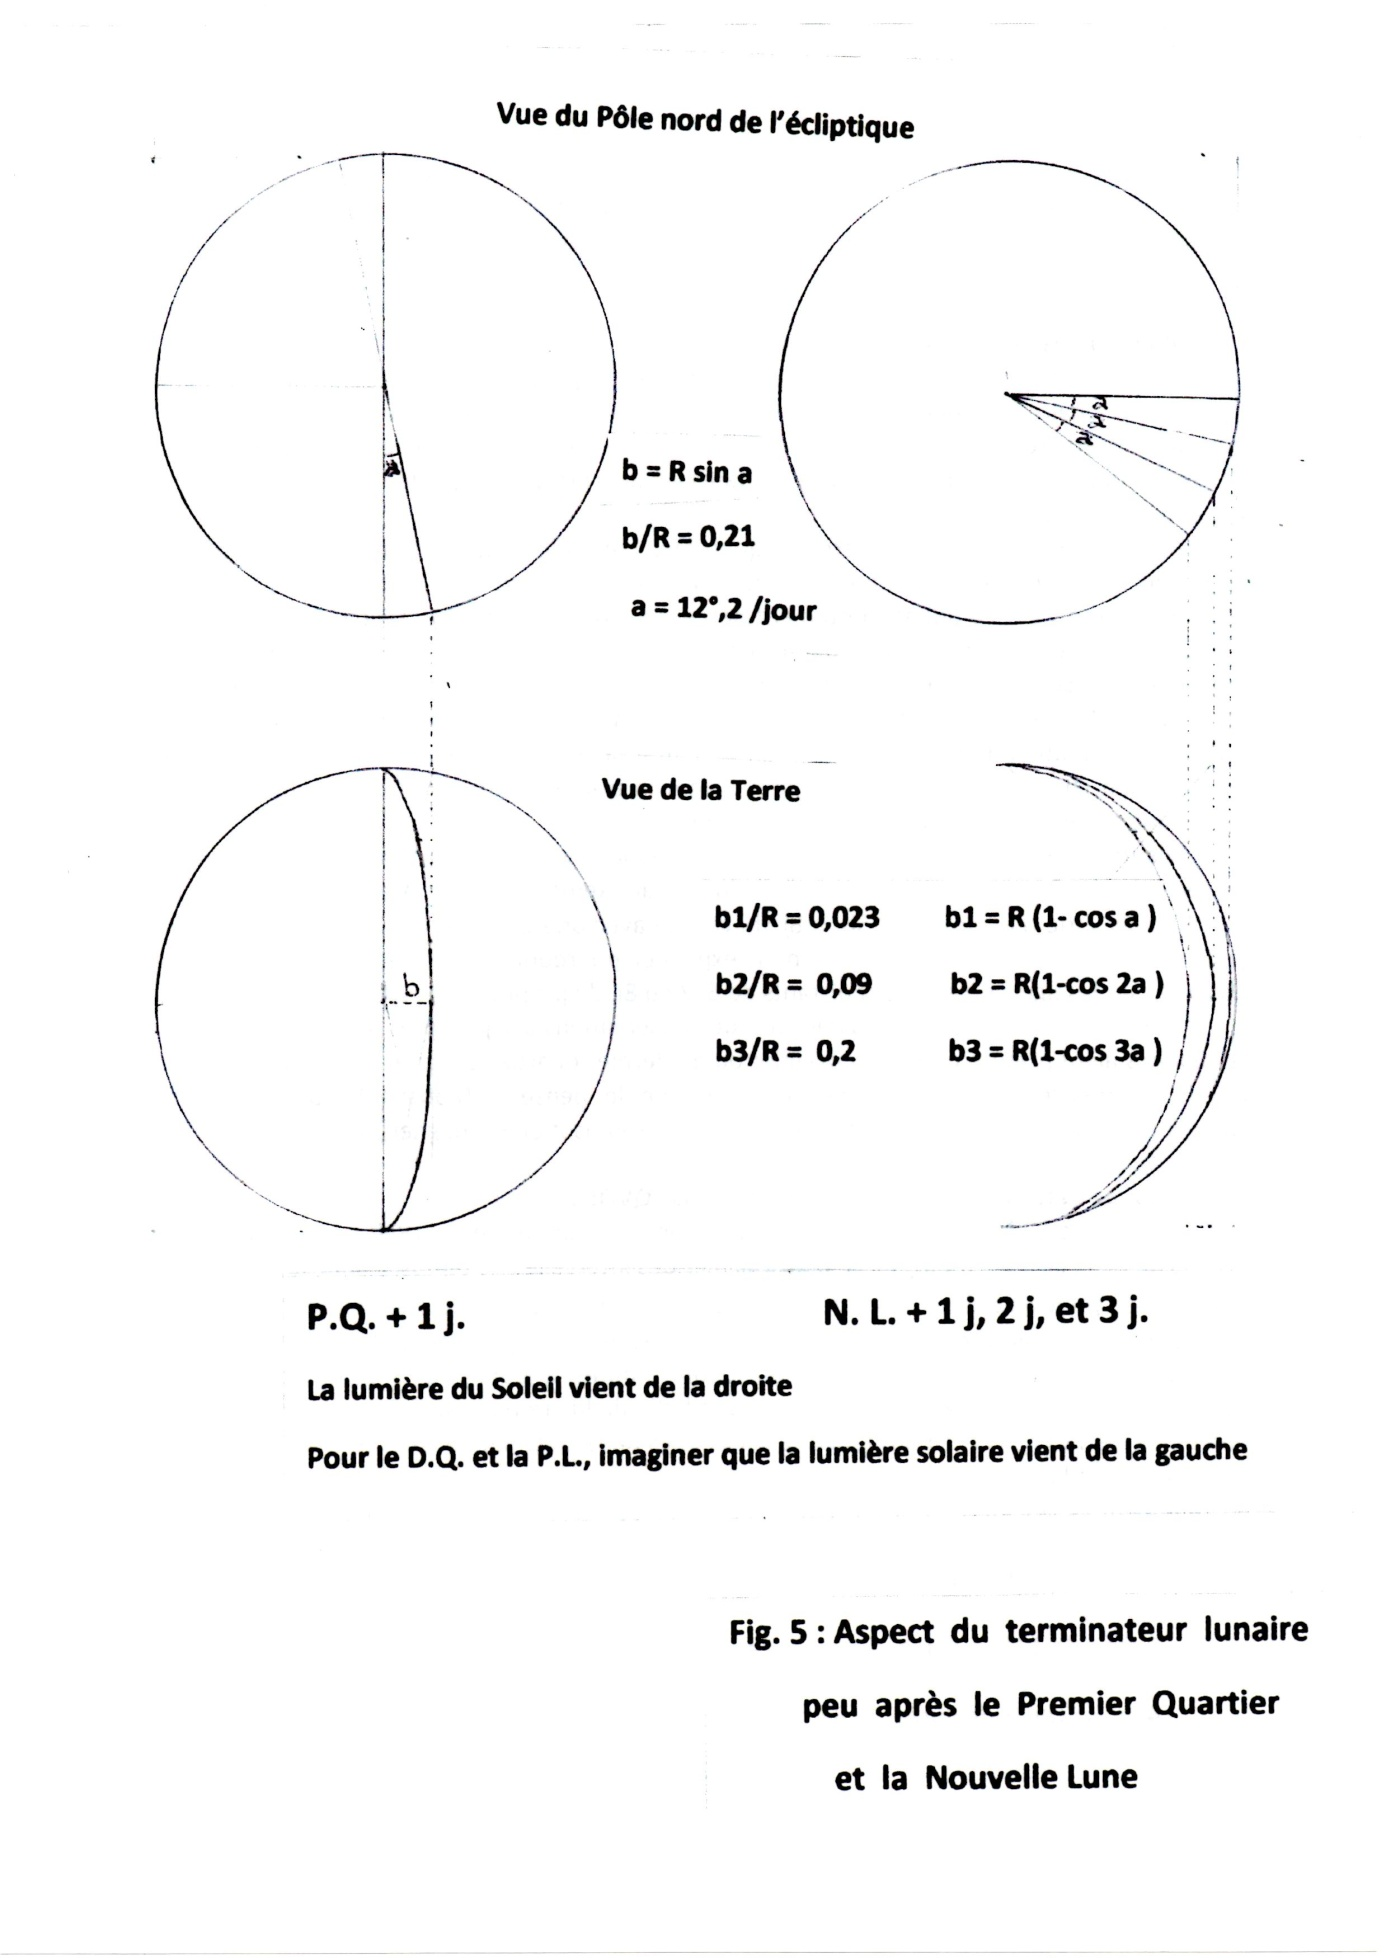 Vue du Pôle nord de l'écliptique
a
a
a
a
b = R sin a
b/R = 0,21
a = 12°,2 /jour
Vue de la Terre
b
b1/R = 0,023 b1 = R (1- cos a )
b2/R = 0,09 b2 = R(1-cos 2a )
b3/R = 0,2 b3 = R(1-cos 3a )
P.Q. + 1 j. N. L. + 1 j, 2 j, et 3 j.
La lumière du Soleil vient de la droite
Pour le D.Q. et la P.L., imaginer que la lumière solaire vient de la gauche
Fig. 5 : Aspect du terminateur lunaire
peu après le Premier Quartier
et la Nouvelle Lune